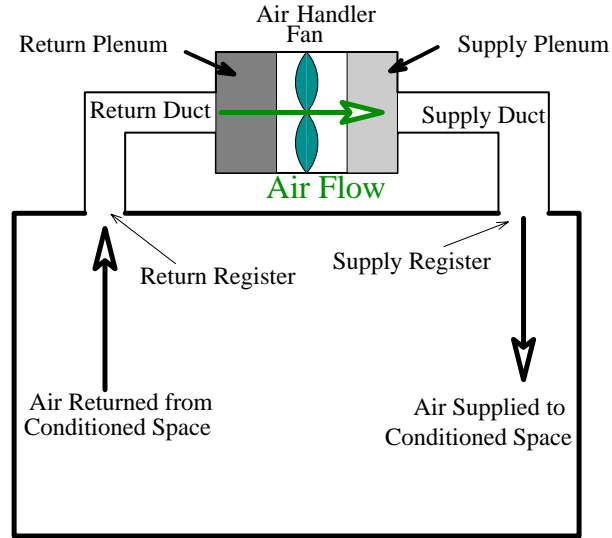 Air Handler
Fan
Return Plenum
Supply Plenum
Return Duct
Supply Duct
Air Flow
Return Register
Supply Register
Air Returned from
Conditioned Space
Air Supplied to
Conditioned Space